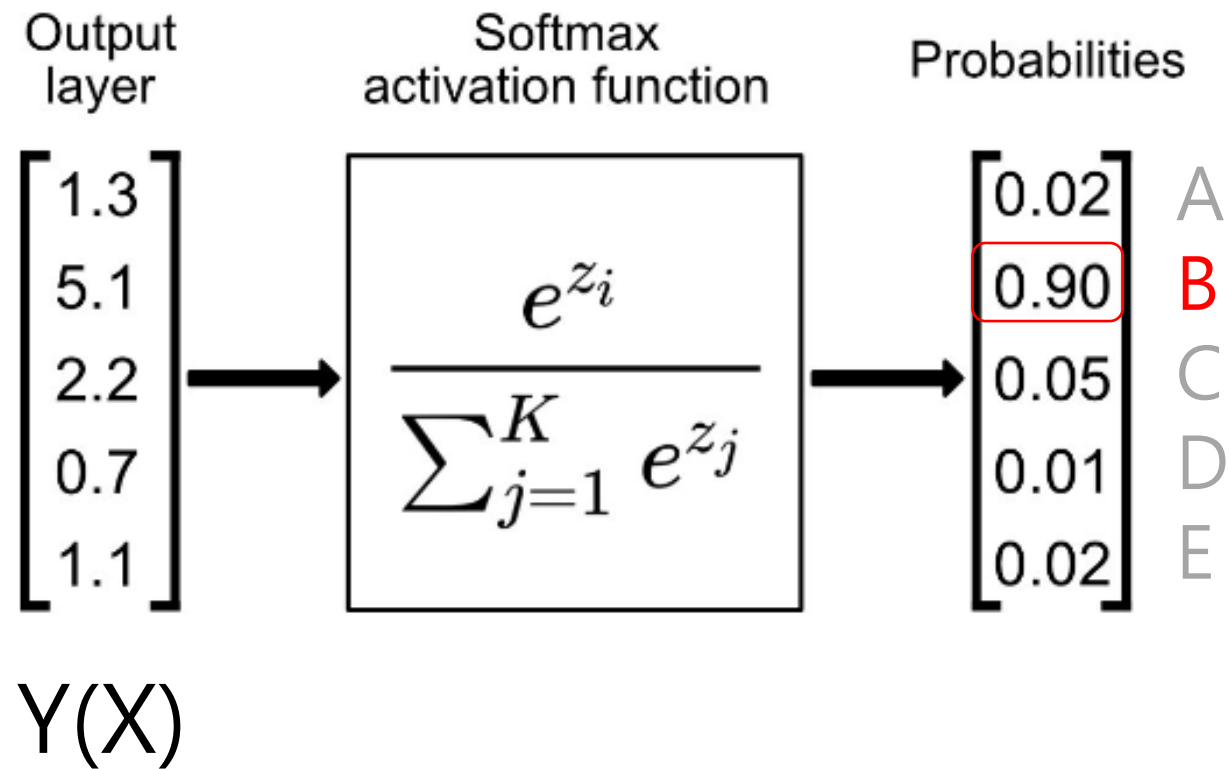 Output
layer
Softmax
activation function
Probabilities
1.3
5.1
2.2
0.7
1.1
e^{z_i}
∑_{j=1}^{K} e^{z_j}
0.02 A
0.90 B
0.05 C
0.01 D
0.02 E
Y(X)